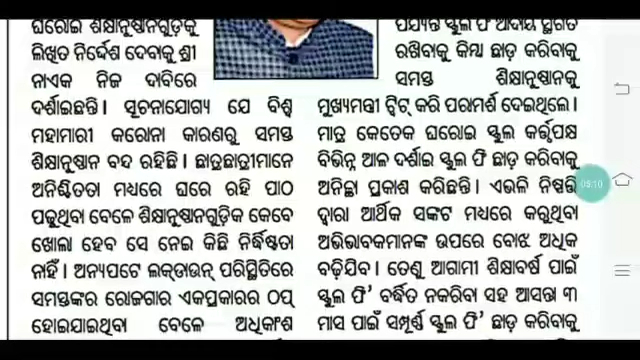 ଘରୋଇ ଶିକ୍ଷାନୁଷ୍ଠାନଗୁଡ଼ିକୁ
ଲିଖିତ ନିର୍ଦ୍ଦେଶ ଦେବାକୁ ଶ୍ରୀ
ନାଏକ ନିଜ ଦାବିରେ
ଦର୍ଶାଇଛନ୍ତି। ସୂଚନାଯୋଗ୍ୟ ଯେ ବିଶ୍ୱ
ମହାମାରୀ କରୋନା କାରଣରୁ ସମସ୍ତ
ଶିକ୍ଷାନୁଷ୍ଠାନ ବନ୍ଦ ରହିଛି। ଛାତ୍ରଛାତ୍ରୀମାନେ
ଅନିଶ୍ଚିତତା ମଧ୍ୟରେ ଘରେ ରହି ପାଠ
ପଢୁଥିବା ବେଳେ ଶିକ୍ଷାନୁଷ୍ଠାନଗୁଡ଼ିକ କେବେ
ଖୋଲା ହେବ ସେ ନେଇ କିଛି ନିର୍ଦ୍ଧିଷ୍ଟତା
ନାହିଁ। ଅନ୍ୟପଟେ ଲକ୍‌ଡାଉନ୍ ପରିସ୍ଥିତିରେ
ସମସ୍ତଙ୍କର ରୋଜଗାର ଏକପ୍ରକାରର ଠପ୍
ହୋଇଯାଇଥିବା ବେଳେ ଅଧିକାଂଶ
ପର୍ଯ୍ୟନ୍ତ ସ୍କୁଲ ଫି ଆଦାୟ ସ୍ଥଗିତ
ରଖିବାକୁ କିମ୍ବା ଛାଡ଼ କରିବାକୁ
ସମସ୍ତ ଶିକ୍ଷାନୁଷ୍ଠାନକୁ
ମୁଖ୍ୟମନ୍ତ୍ରୀ ଟ୍ୱିଟ୍ କରି ପରାମର୍ଶ ଦେଇଥିଲେ।
ମାତ୍ର କେତେକ ଘରୋଇ ସ୍କୁଲ କର୍ତ୍ତୃପକ୍ଷ
ବିଭିନ୍ନ ଆଳ ଦର୍ଶାଇ ସ୍କୁଲ ଫି ଛାଡ଼ କରିବାକୁ
ଅନିଚ୍ଛା ପ୍ରକାଶ କରିଛନ୍ତି। ଏଭଳି ନିଷ୍ପତ୍ତି
ଦ୍ୱାରା ଆର୍ଥିକ ସଙ୍କଟ ମଧ୍ୟରେ କରୁଥିବା
ଅଭିଭାବକମାନଙ୍କ ଉପରେ ବୋଝ ଅଧିକ
ବଢ଼ିଯିବ। ତେଣୁ ଆଗାମୀ ଶିକ୍ଷାବର୍ଷ ପାଇଁ
ସ୍କୁଲ ଫି' ବର୍ଦ୍ଧିତ ନକରିବା ସହ ଆସନ୍ତା ୩
ମାସ ପାଇଁ ସମ୍ପୂର୍ଣ୍ଣ ସ୍କୁଲ ଫି' ଛାଡ଼ କରିବାକୁ
05:10